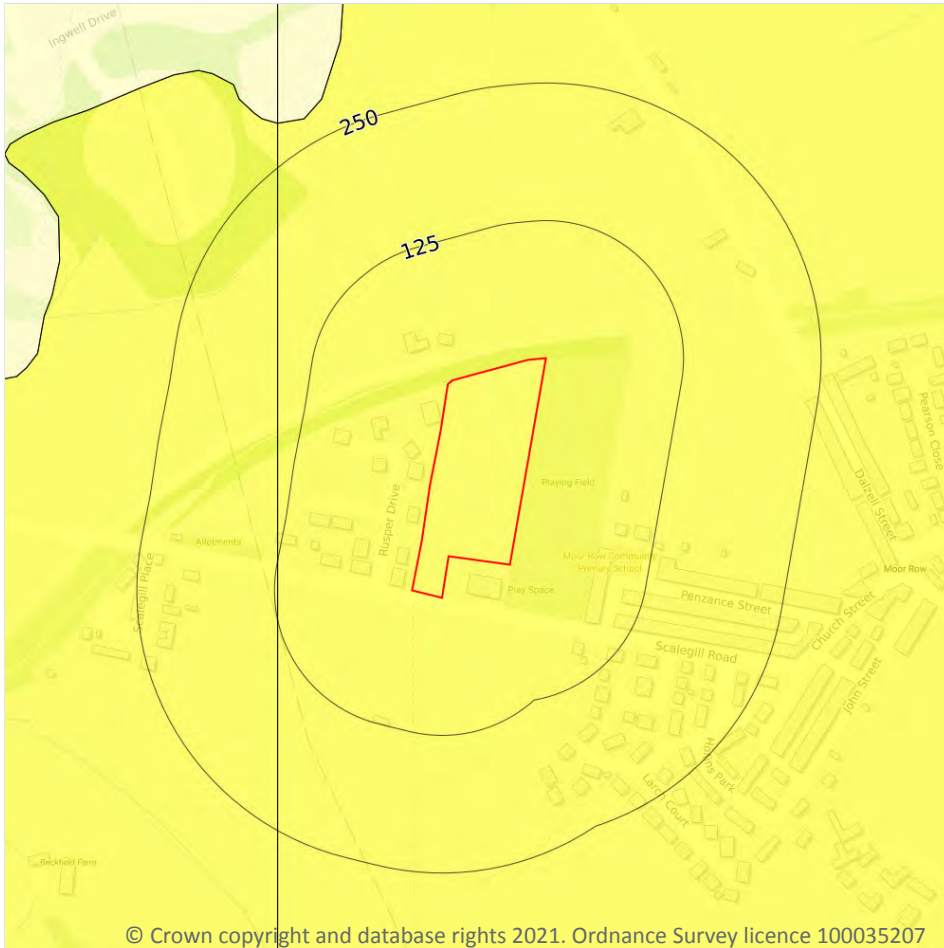 Ingwell Drive
250
125
Pearson Close
Playing Field
Dalzell Street
Rusper Drive
Allotments
Moor Row Community
Primary School
Moor Row
Scalegill Place
Play Space
Penzance Street
Church Street
Scalegill Road
John Street
Larch Court
Beckfield Farm
© Crown copyright and database rights 2021. Ordnance Survey licence 100035207